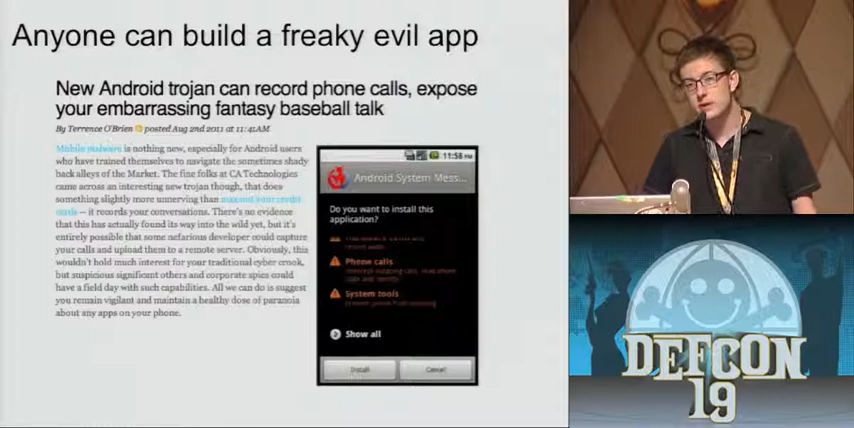 Anyone can build a freaky evil app
New Android trojan can record phone calls, expose
your embarrassing fantasy baseball talk
By Terrence O'Brien posted Aug 2nd 2011 at 11:41AM
Mobile malware is nothing new, especially for Android users
who have trained themselves to navigate the sometimes shady
back alleys of the Market. The fine folks at CA Technologies
came across an interesting new trojan though, that does
something slightly more unnerving than max out your credit
cards – it records your conversations. There's no evidence
that this has actually found its way into the wild yet, but it's
entirely possible that some nefarious developer could capture
your calls and upload them to a remote server. Obviously, this
wouldn't hold much interest for your traditional cyber crook,
but suspicious significant others and corporate spies could
have a field day with such capabilities. All we can do is suggest
you remain vigilant and maintain a healthy dose of paranoia
about any apps on your phone.
11:58 PM
Android System Mess...
Do you want to install this
application?
Phone calls
System tools
Show all
Install
Cancel
DEFCON
19